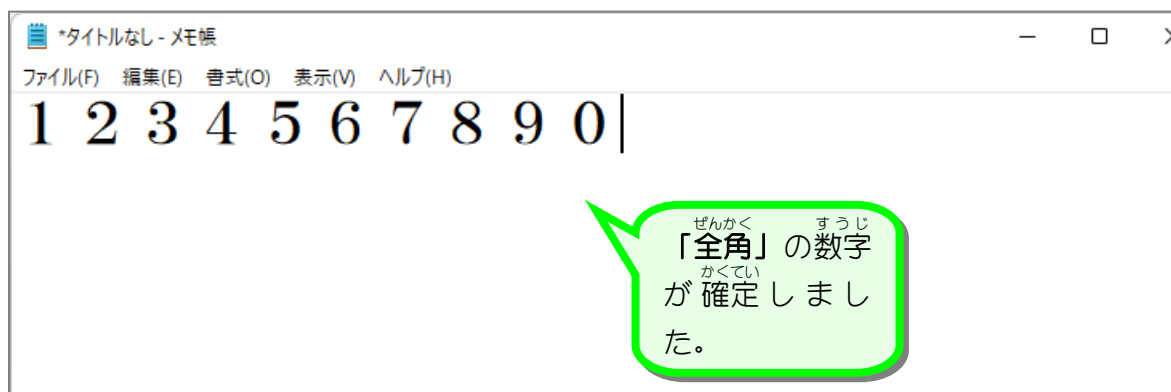 *タイトルなし - メモ帳
ファイル(F) 編集(E) 書式(O) 表示(V) ヘルプ(H)
１２３４５６７８９０
ぜんかく すうじ
「全角」の数字
かくてい
が確定しまし
た。